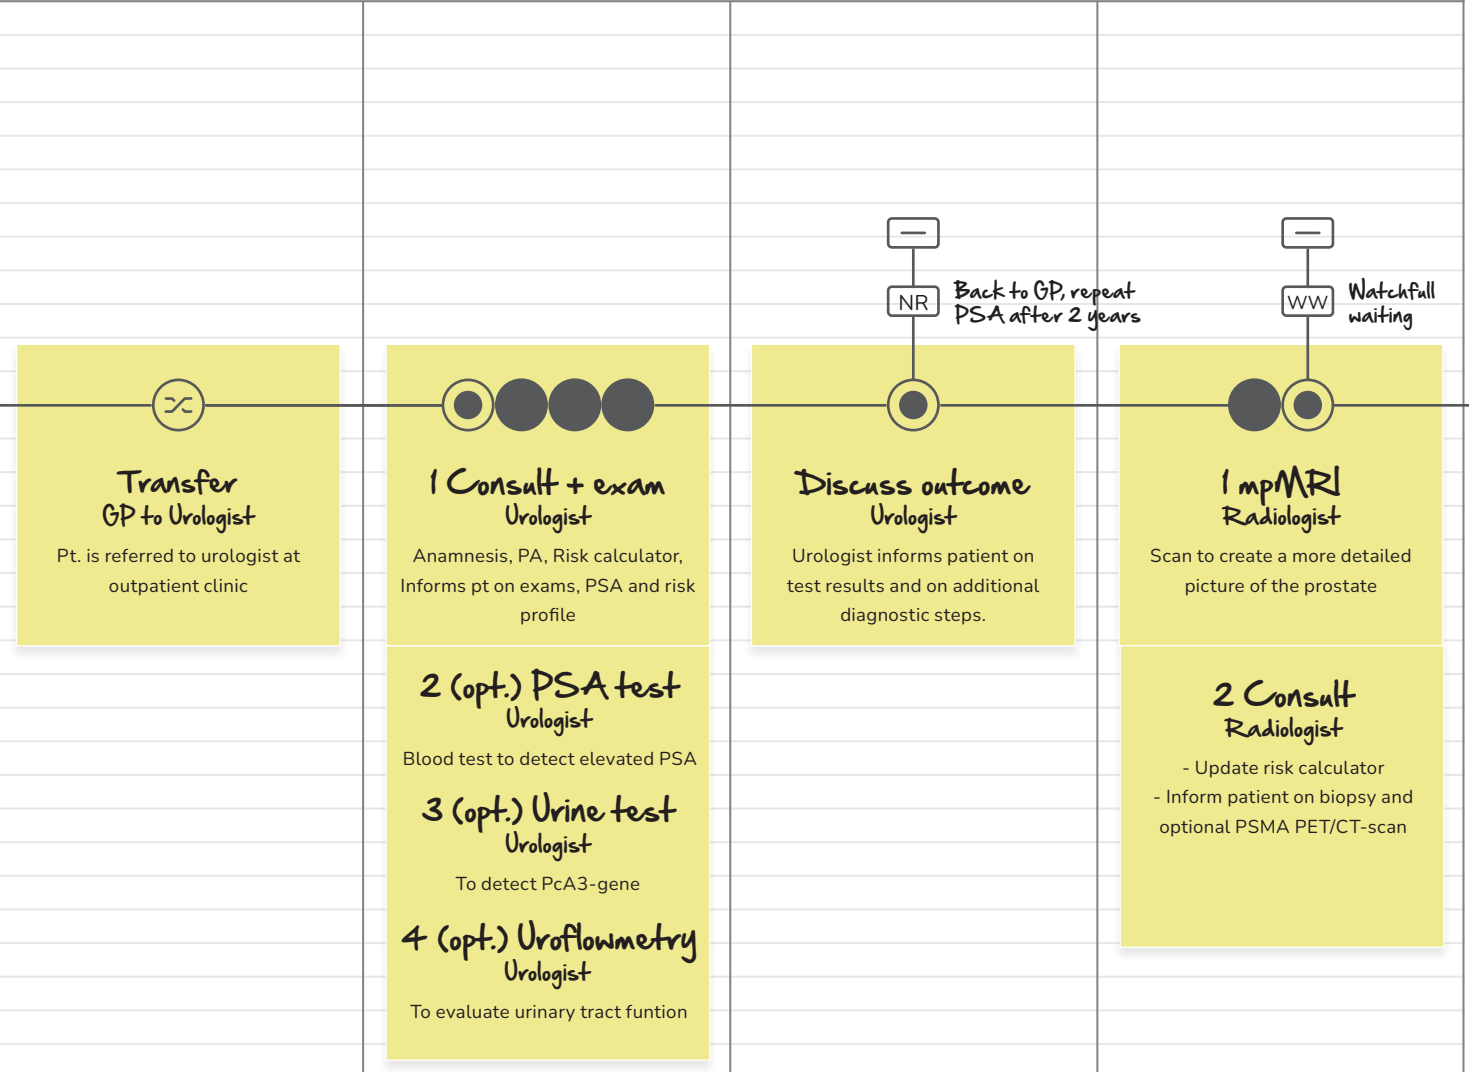 NR
Back to GP, repeat
PSA after 2 years
WW
Watchfull
waiting
Transfer
GP to Urologist
Pt. is referred to urologist at
outpatient clinic
1 Consult + exam
Urologist
Anamnesis, PA, Risk calculator,
Informs pt on exams, PSA and risk
profile
2 (opt.) PSA test
Urologist
Blood test to detect elevated PSA
3 (opt.) Urine test
Urologist
To detect PcA3-gene
4 (opt.) Uroflowmetry
Urologist
To evaluate urinary tract funtion
Discuss outcome
Urologist
Urologist informs patient on
test results and on additional
diagnostic steps.
1 mpMRI
Radiologist
Scan to create a more detailed
picture of the prostate
2 Consult
Radiologist
- Update risk calculator
- Inform patient on biopsy and
optional PSMA PET/CT-scan